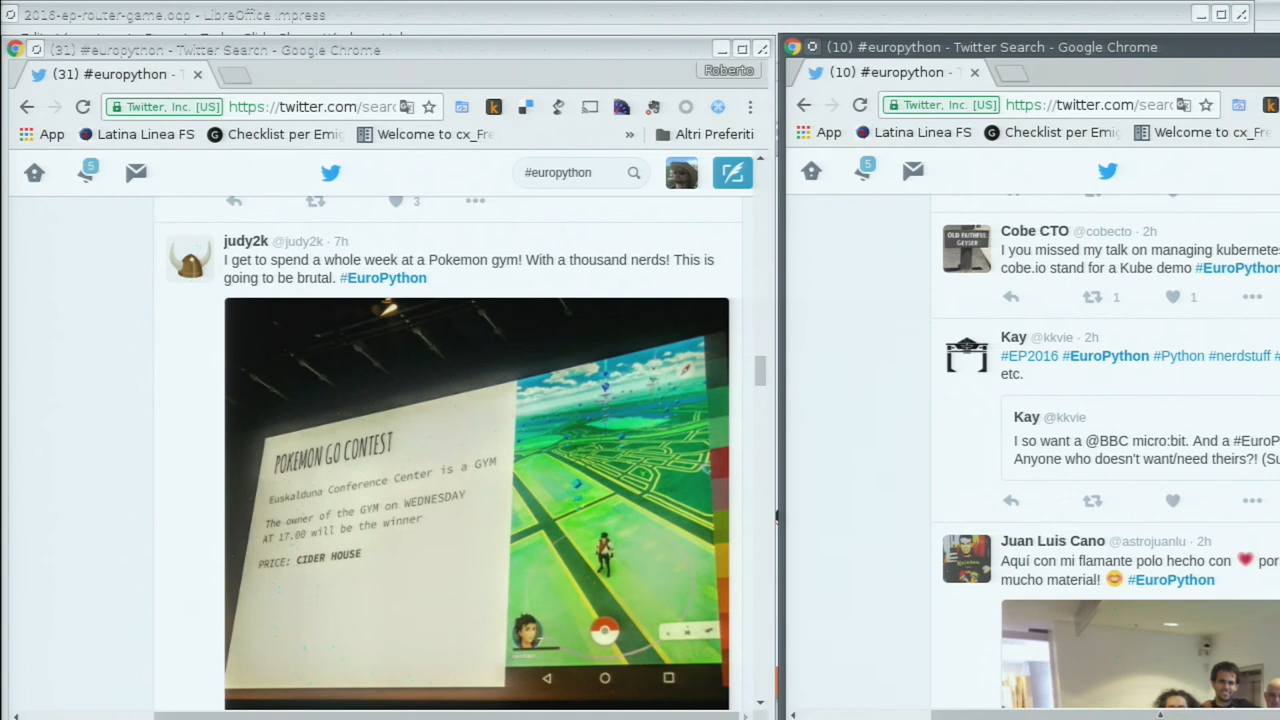 2016-ep-router-game.odp - LibreOffice Impress
(31) #europython - Twitter Search - Google Chrome
(31) #europython - T
Roberto
Twitter, Inc. [US] https://twitter.com/searc
App Latina Linea FS Checklist per Emig Welcome to cx_Fre » Altri Preferiti
5
#europython
3
judy2k @judy2k · 7h
I get to spend a whole week at a Pokemon gym! With a thousand nerds! This is
going to be brutal. #EuroPython
POKEMON GO CONTEST
Euskalduna Conference Center is a GYM
The owner of the GYM on WEDNESDAY
AT 17.00 will be the winner
PRICE: CIDER HOUSE
(10) #europython - Twitter Search - Google Chrome
(10) #europython - T
Twitter, Inc. [US] https://twitter.com/searc
App Latina Linea FS Checklist per Emig Welcome to cx_Fre
5
Cobe CTO @cobecto · 2h
I you missed my talk on managing kubernete
cobe.io stand for a Kube demo #EuroPython
1 1
Kay @kkvie · 2h
#EP2016 #EuroPython #Python #nerdstuff #
etc.
Kay @kkvie
I so want a @BBC micro:bit. And a #EuroP
Anyone who doesn't want/need theirs?! (Su
Juan Luis Cano @astrojuanlu · 2h
Aquí con mi flamante polo hecho con 💗 por
mucho material! 😊 #EuroPython